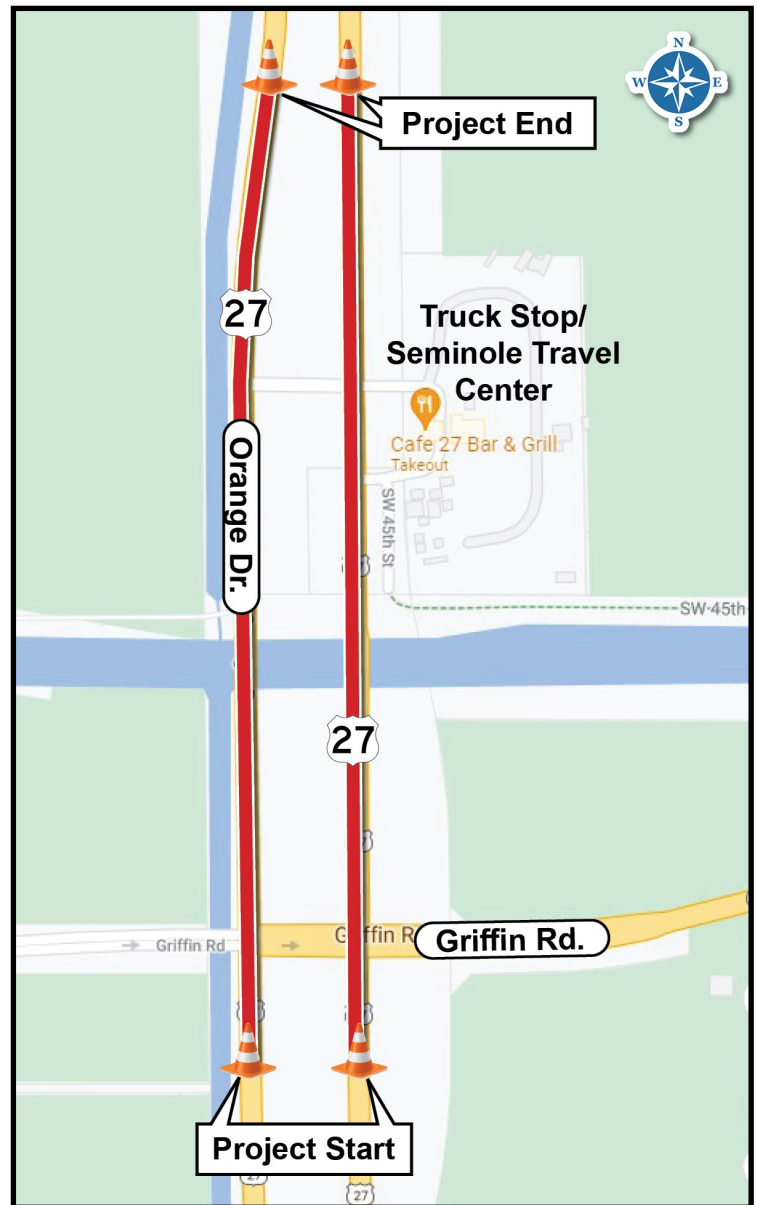 N
W E
S
Project End
27
Truck Stop/
Seminole Travel
Center
Cafe 27 Bar & Grill
Takeout
Orange Dr.
SW 45th St
SW 45th
27
Griffin Rd
Griffin R
Griffin Rd.
Project Start
27
27